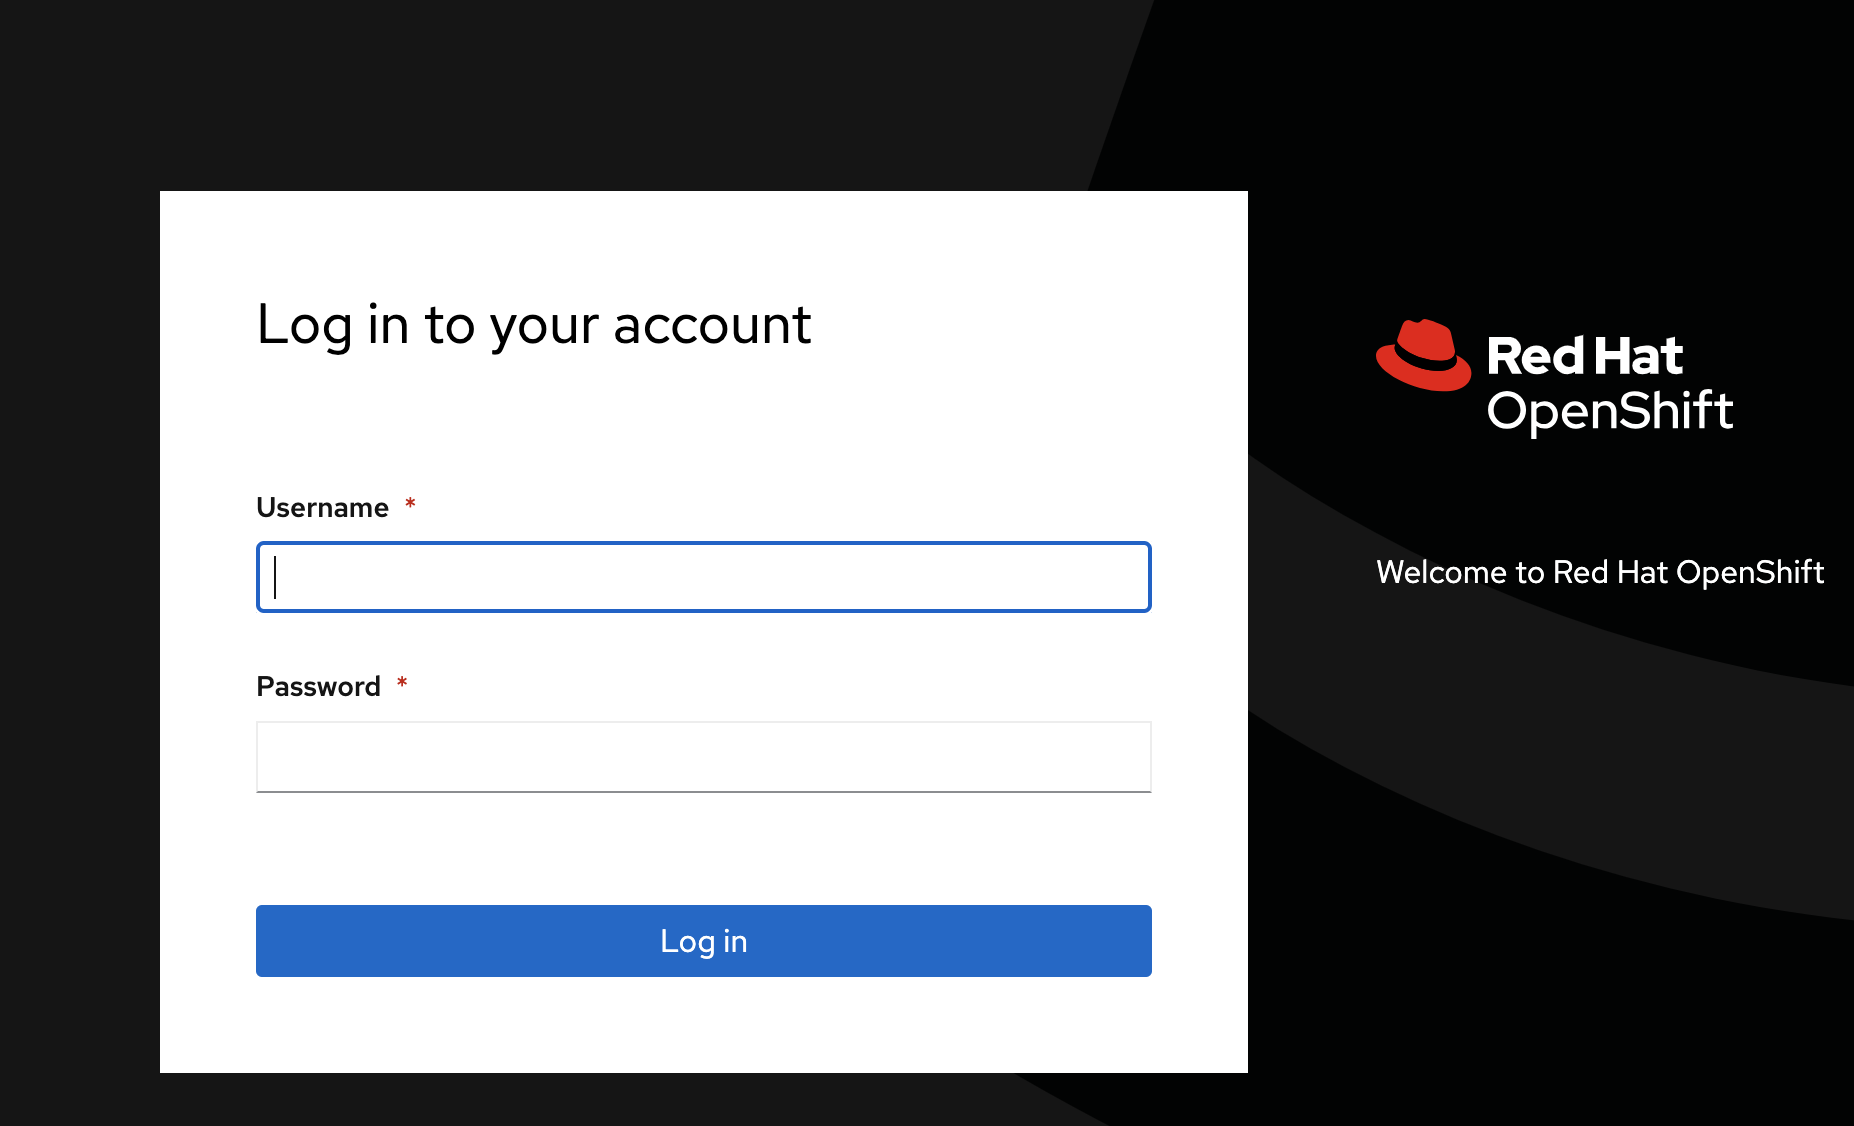 Log in to your account
Username *
Password *
Log in
Red Hat
OpenShift
Welcome to Red Hat OpenShift